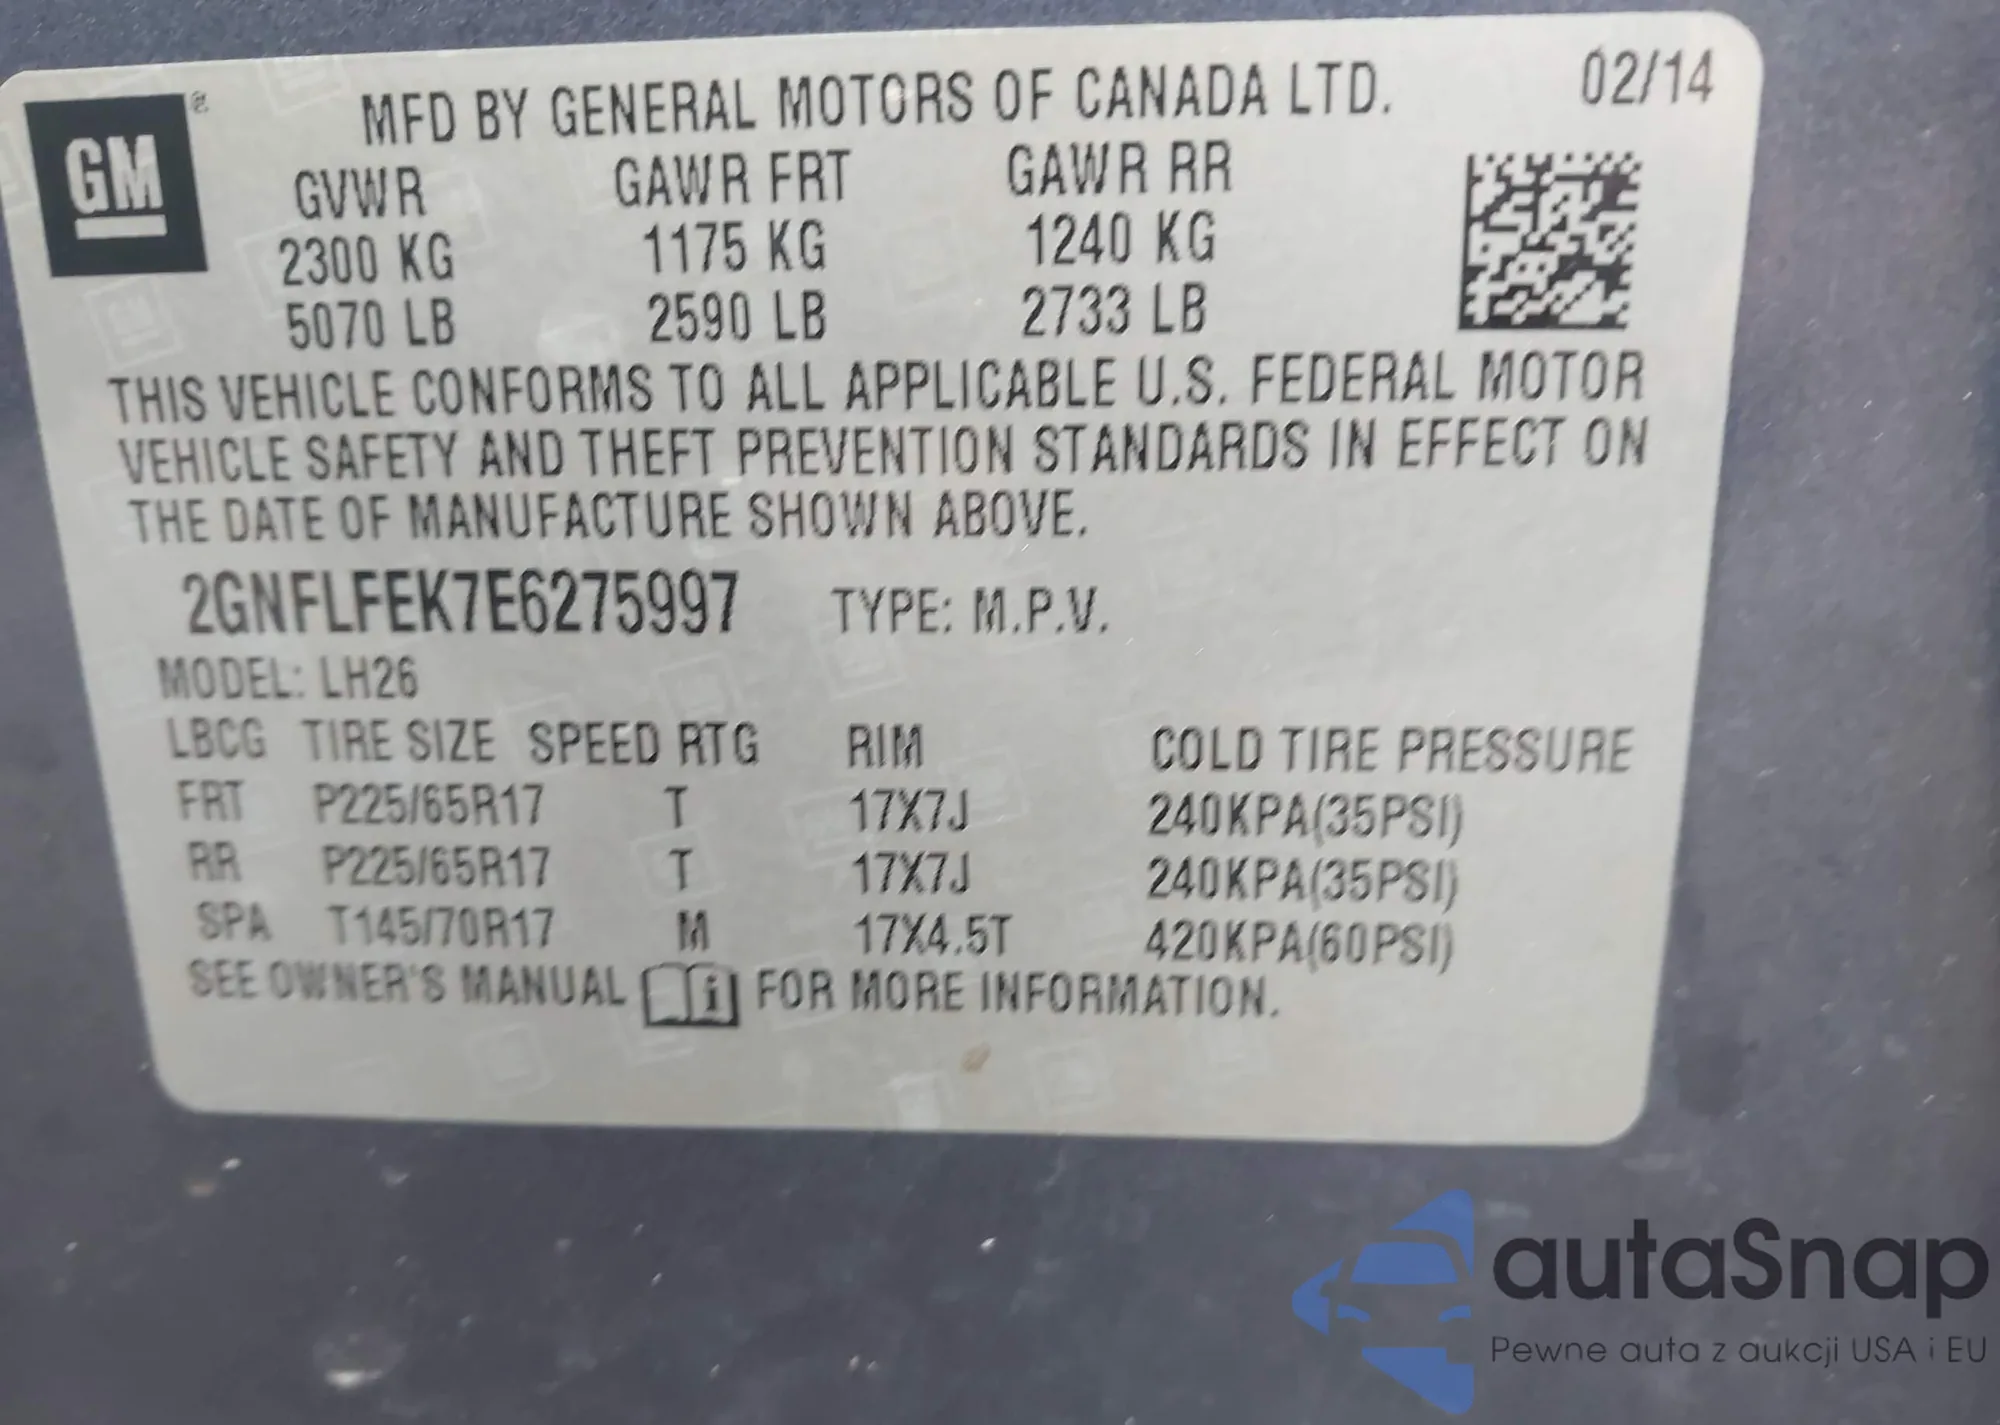 GM ®
MFD BY GENERAL MOTORS OF CANADA LTD. 02/14
GVWR GAWR FRT GAWR RR
2300 KG 1175 KG 1240 KG
5070 LB 2590 LB 2733 LB
THIS VEHICLE CONFORMS TO ALL APPLICABLE U.S. FEDERAL MOTOR
VEHICLE SAFETY AND THEFT PREVENTION STANDARDS IN EFFECT ON
THE DATE OF MANUFACTURE SHOWN ABOVE.
2GNFLFEK7E6275997 TYPE: M.P.V.
MODEL: LH26
LBCG TIRE SIZE SPEED RTG RIM COLD TIRE PRESSURE
FRT P225/65R17 T 17X7J 240KPA(35PSI)
RR P225/65R17 T 17X7J 240KPA(35PSI)
SPA T145/70R17 M 17X4.5T 420KPA(60PSI)
SEE OWNER'S MANUAL i FOR MORE INFORMATION.
autaSnap
Pewne auta z aukcji USA i EU